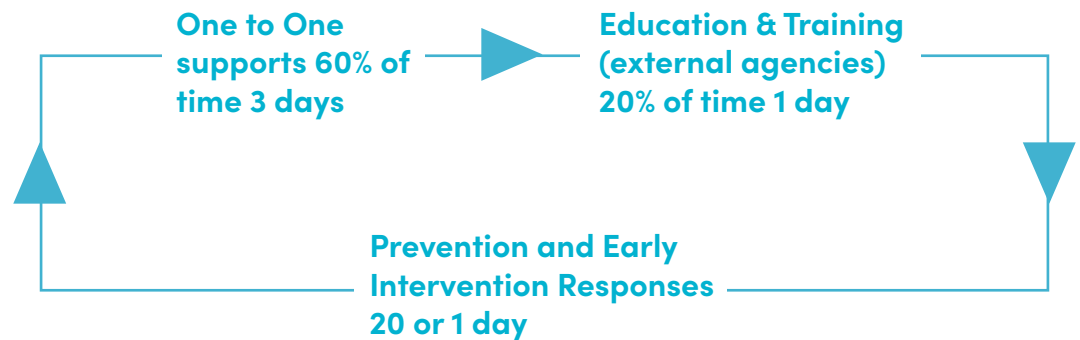 One to One
supports 60% of
time 3 days
Education & Training
(external agencies)
20% of time 1 day
Prevention and Early
Intervention Responses
20 or 1 day